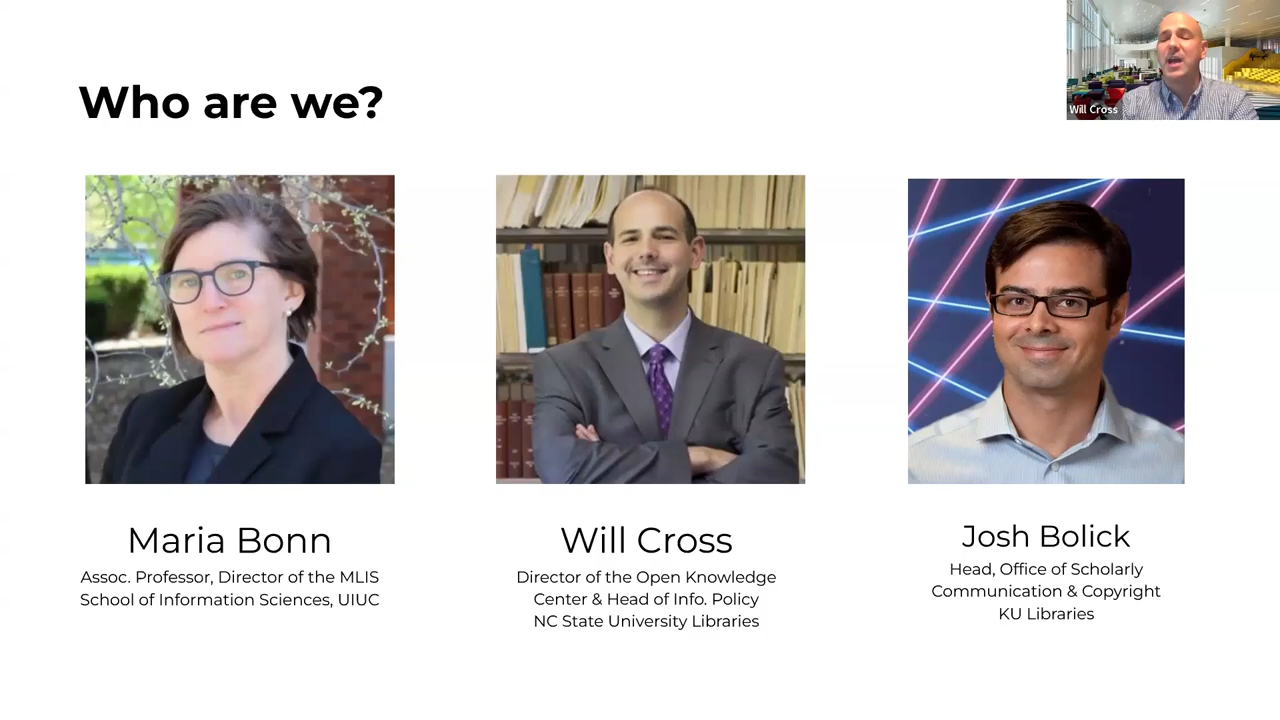 Who are we?
Will Cross
Maria Bonn
Assoc. Professor, Director of the MLIS
School of Information Sciences, UIUC
Will Cross
Director of the Open Knowledge
Center & Head of Info. Policy
NC State University Libraries
Josh Bolick
Head, Office of Scholarly
Communication & Copyright
KU Libraries